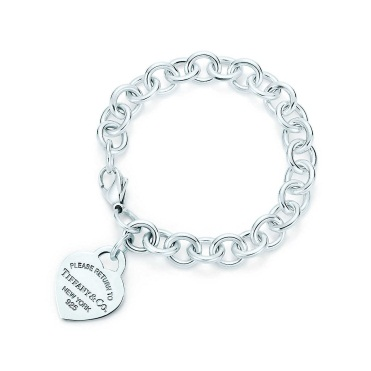 PLEASE RETURN TO
TIFFANY & CO.
NEW YORK
925